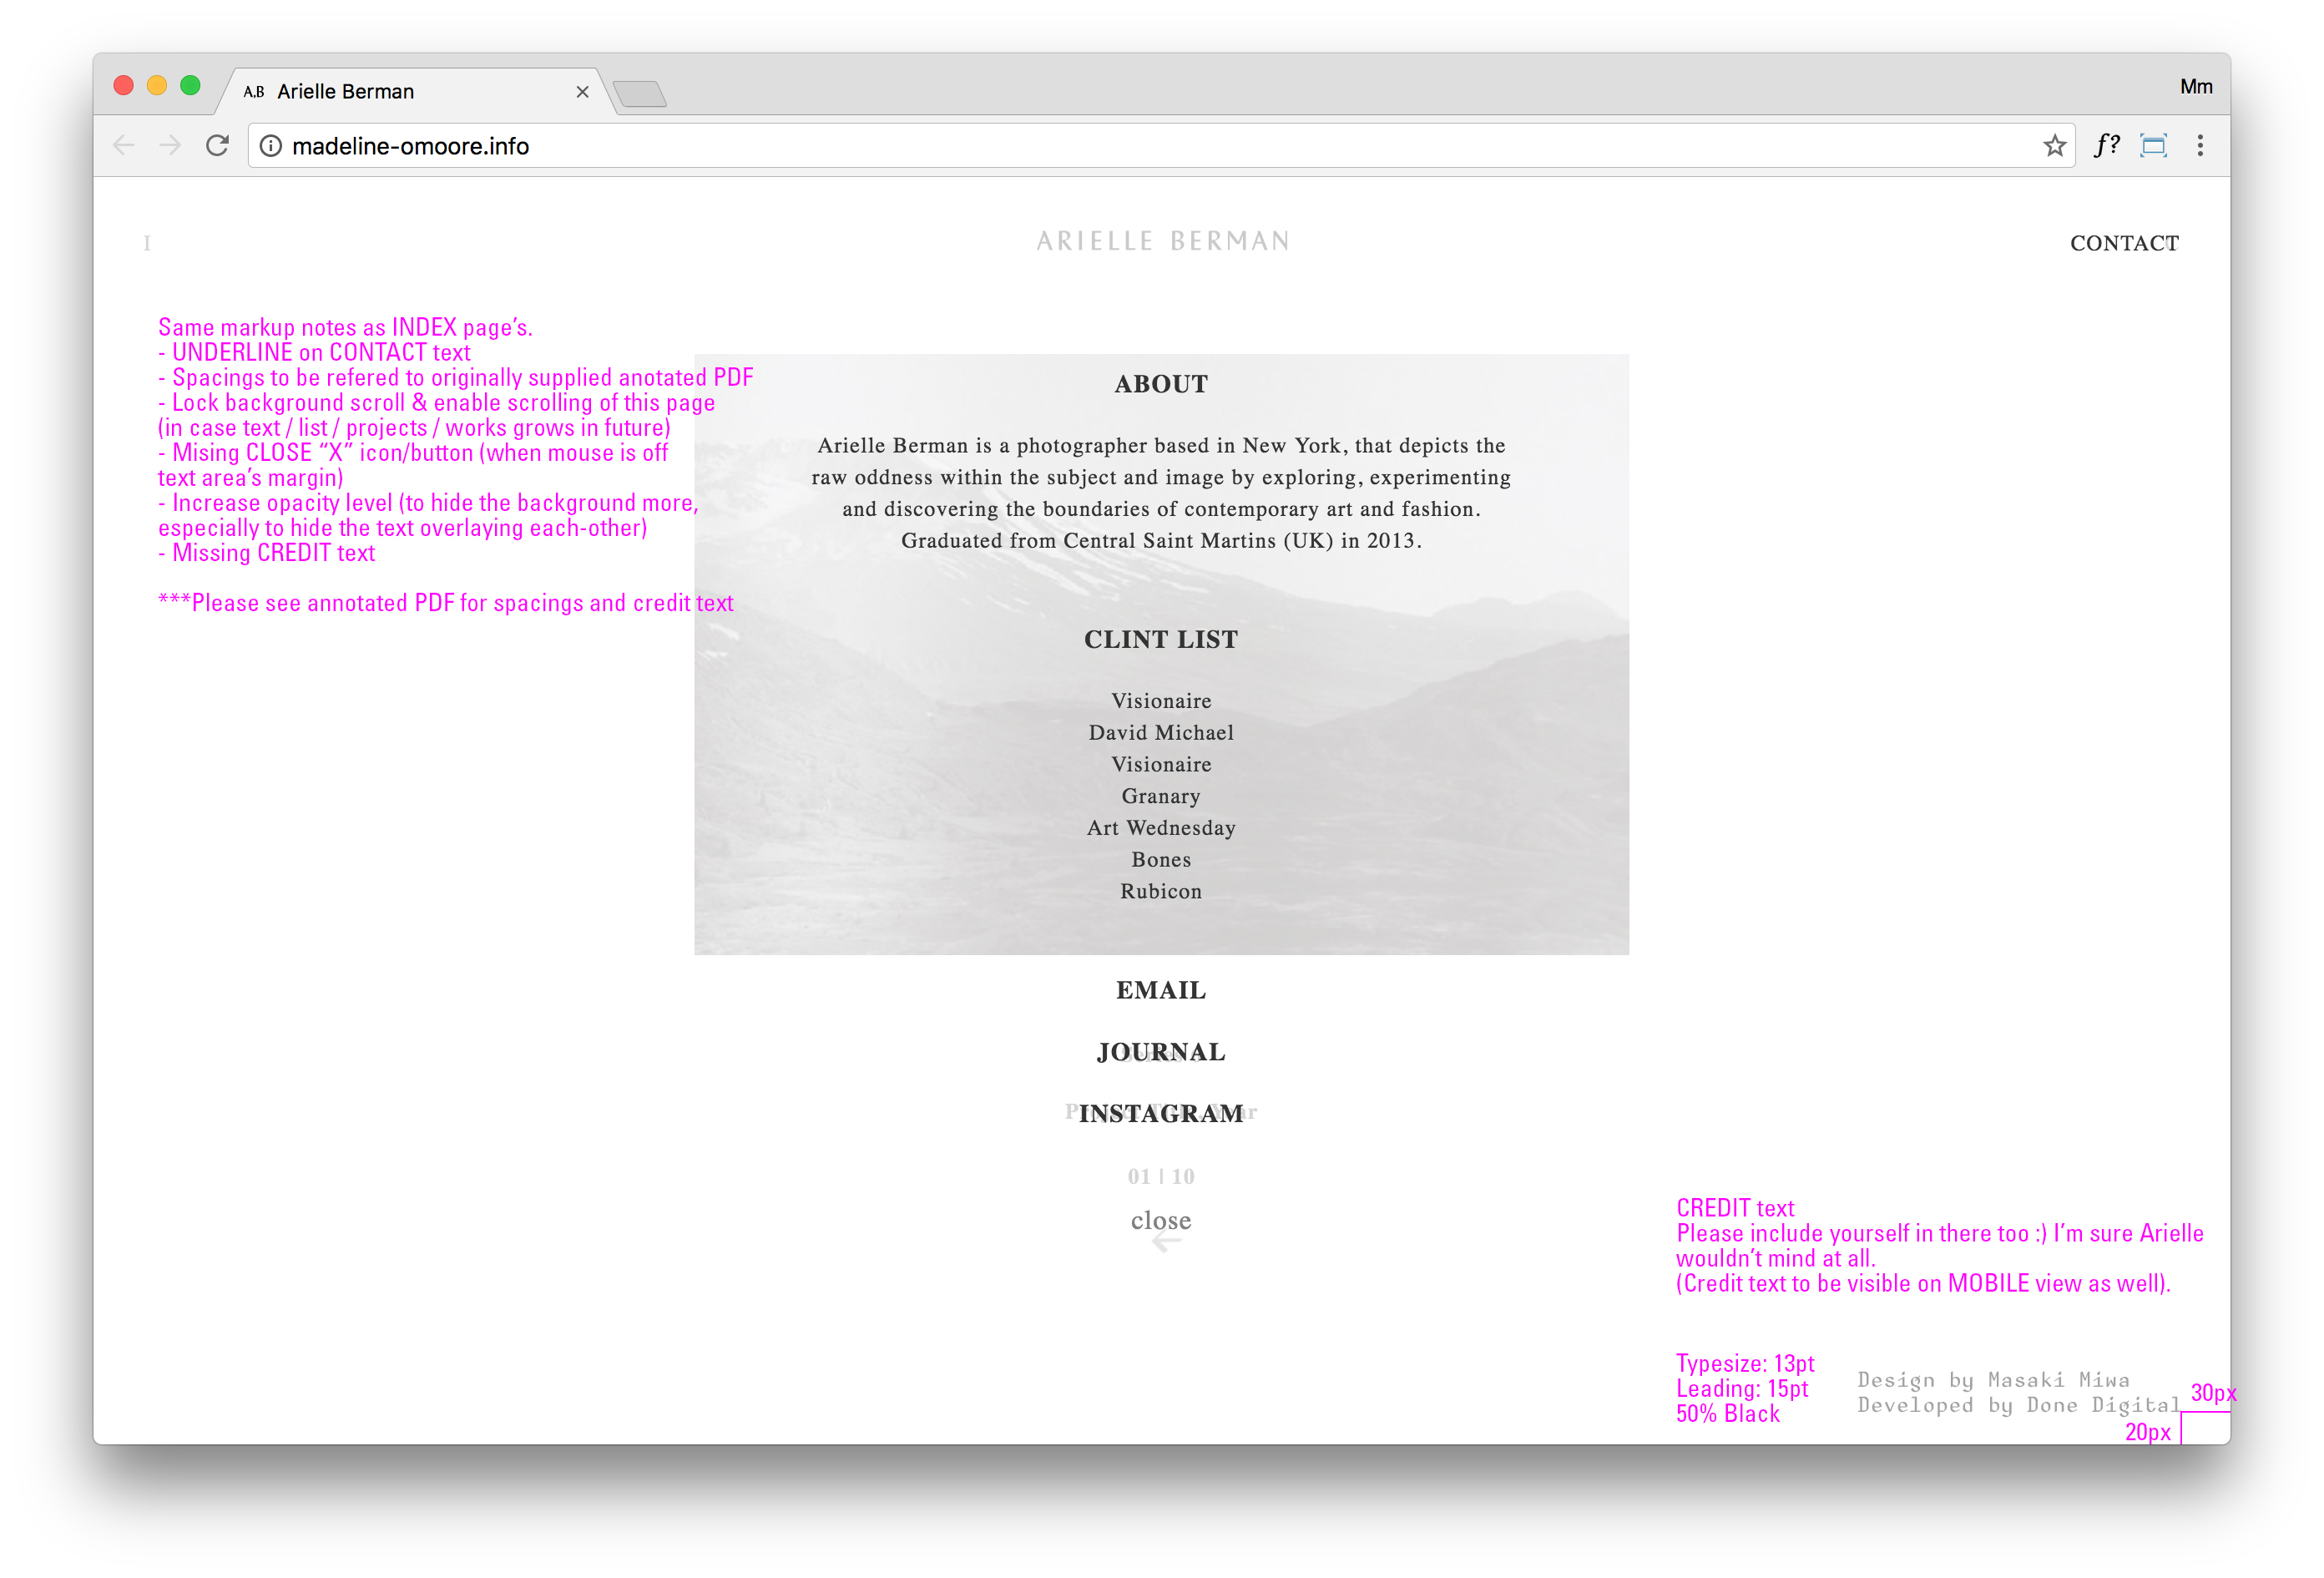 A,B Arielle Berman
Mm
madeline-omoore.info
f?
I
ARIELLE BERMAN
CONTACT
Same markup notes as INDEX page’s.
- UNDERLINE on CONTACT text
- Spacings to be refered to originally supplied anotated PDF
- Lock background scroll & enable scrolling of this page
(in case text / list / projects / works grows in future)
- Mising CLOSE “X” icon/button (when mouse is off
text area’s margin)
- Increase opacity level (to hide the background more,
especially to hide the text overlaying each-other)
- Missing CREDIT text
***Please see annotated PDF for spacings and credit text
ABOUT
Arielle Berman is a photographer based in New York, that depicts the
raw oddness within the subject and image by exploring, experimenting
and discovering the boundaries of contemporary art and fashion.
Graduated from Central Saint Martins (UK) in 2013.
CLINT LIST
Visionaire
David Michael
Visionaire
Granary
Art Wednesday
Bones
Rubicon
EMAIL
JOURNAL
INSTAGRAM
Project Title, Year
01 | 10
close
CREDIT text
Please include yourself in there too :) I’m sure Arielle
wouldn’t mind at all.
(Credit text to be visible on MOBILE view as well).
Typesize: 13pt
Leading: 15pt
50% Black
Design by Masaki Miwa
Developed by Done Digital
30px
20px